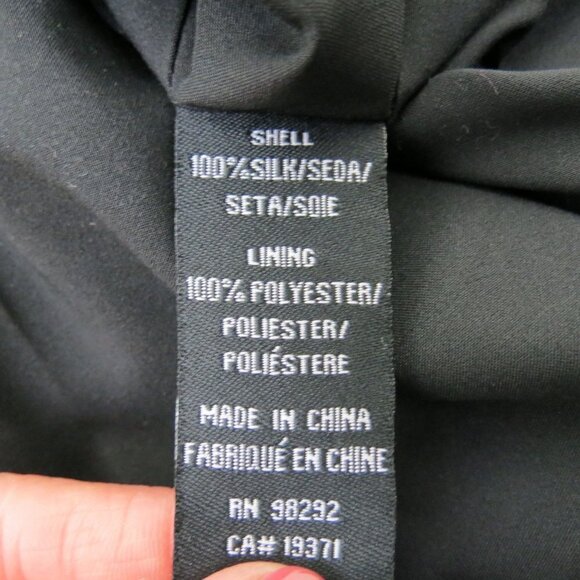 SHELL
100%SILK/SEDA/
SETA/SOIE
LINING
100% POLYESTER/
POLIESTER/
POLIÉSTERE
MADE IN CHINA
FABRIQUÉ EN CHINE
RN 98292
CA# 19371